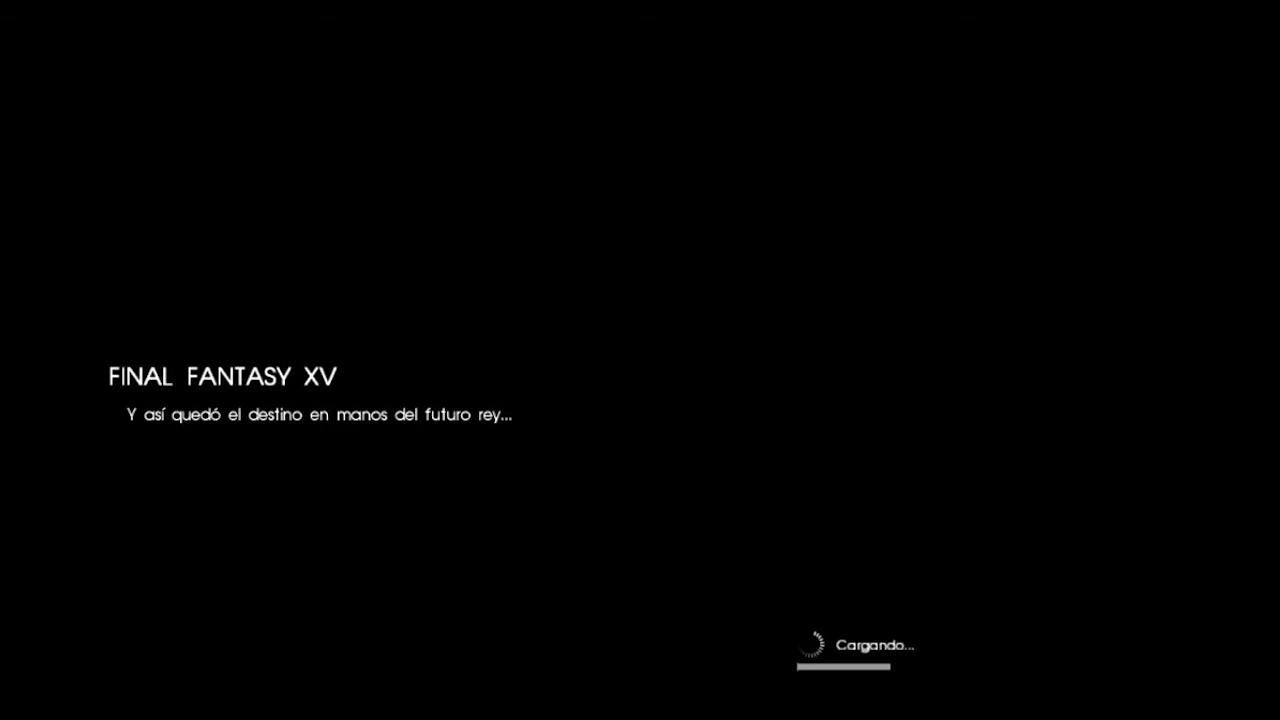 FINAL FANTASY XV
Y así quedó el destino en manos del futuro rey...
Cargando...